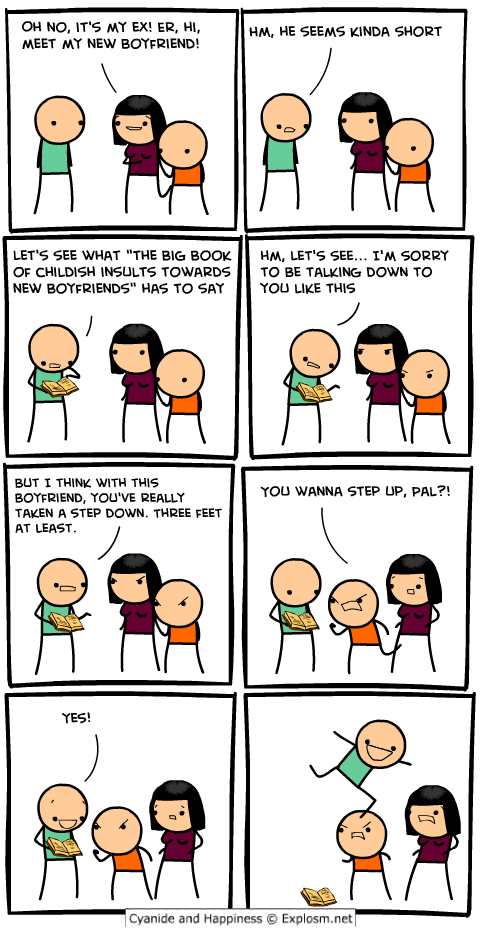 OH NO, IT'S MY EX! ER, HI,
MEET MY NEW BOYFRIEND!
HM, HE SEEMS KINDA SHORT
LET'S SEE WHAT "THE BIG BOOK
OF CHILDISH INSULTS TOWARDS
NEW BOYFRIENDS" HAS TO SAY
HM, LET'S SEE... I'M SORRY
TO BE TALKING DOWN TO
YOU LIKE THIS
BUT I THINK WITH THIS
BOYFRIEND, YOU'VE REALLY
TAKEN A STEP DOWN. THREE FEET
AT LEAST.
YOU WANNA STEP UP, PAL?!
YES!
Cyanide and Happiness © Explosm.net